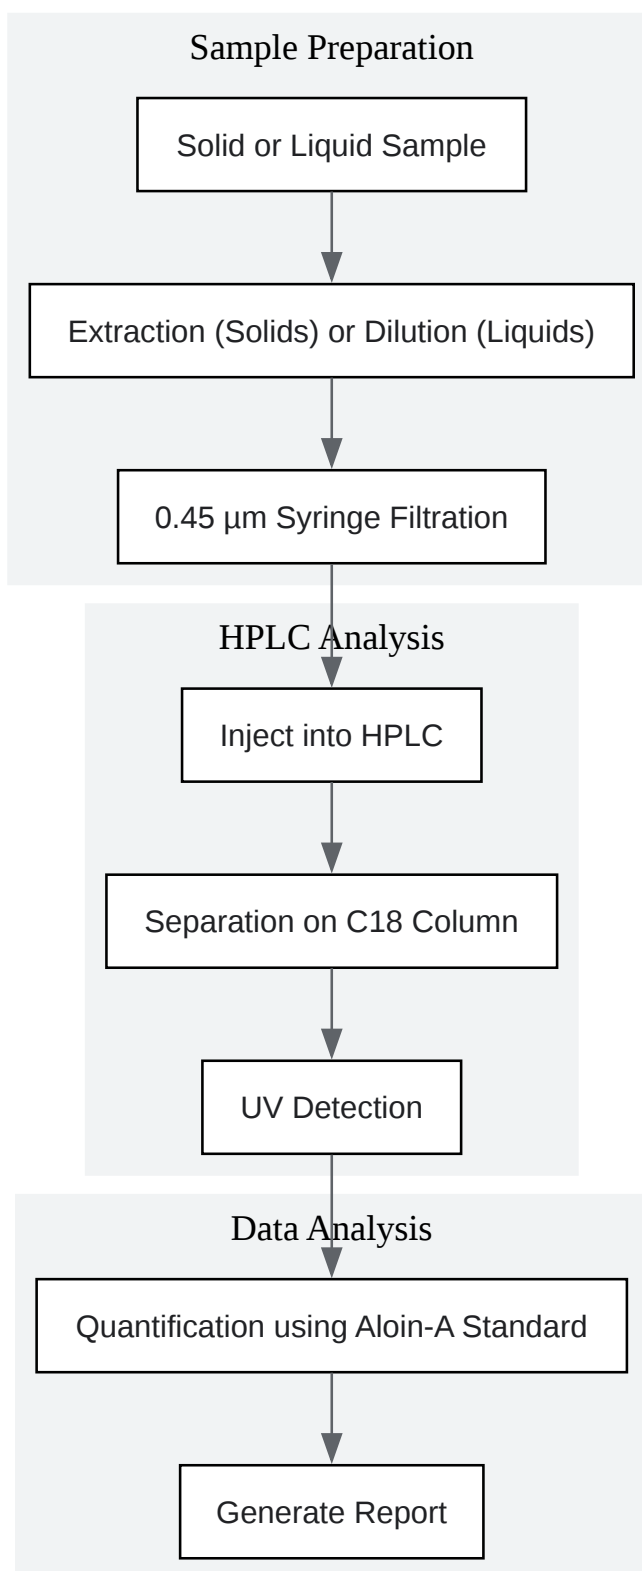 Sample Preparation
Solid or Liquid Sample
Extraction (Solids) or Dilution (Liquids)
0.45 µm Syringe Filtration
HPLC Analysis
Inject into HPLC
Separation on C18 Column
UV Detection
Data Analysis
Quantification using Aloin-A Standard
Generate Report